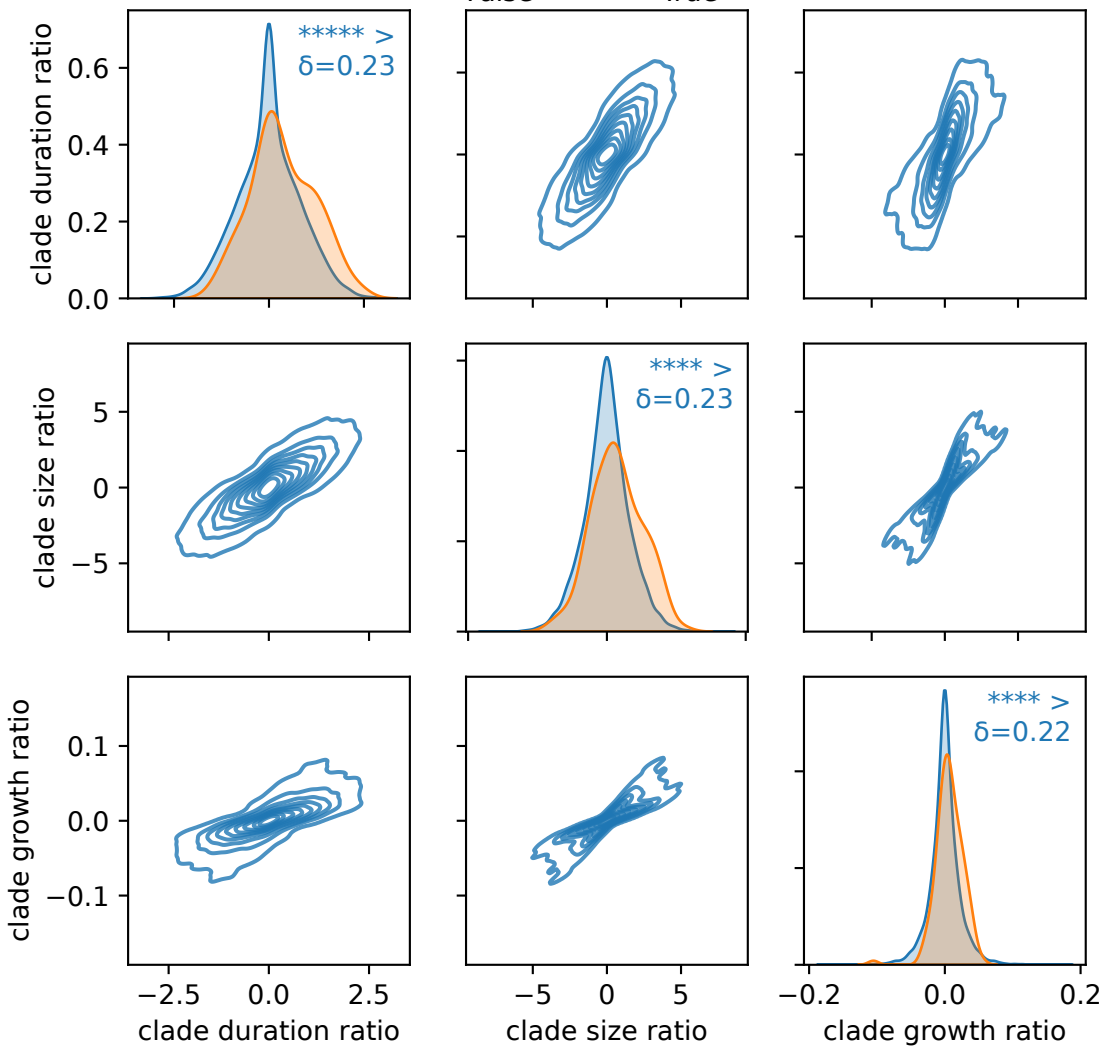 clade duration ratio
0.6
0.4
0.2
0.0
***** >
δ=0.23
clade size ratio
5
0
−5
**** >
δ=0.23
clade growth ratio
0.1
0.0
−0.1
**** >
δ=0.22
−2.5 0.0 2.5
−5 0 5
−0.2 0.0 0.2
clade duration ratio
clade size ratio
clade growth ratio